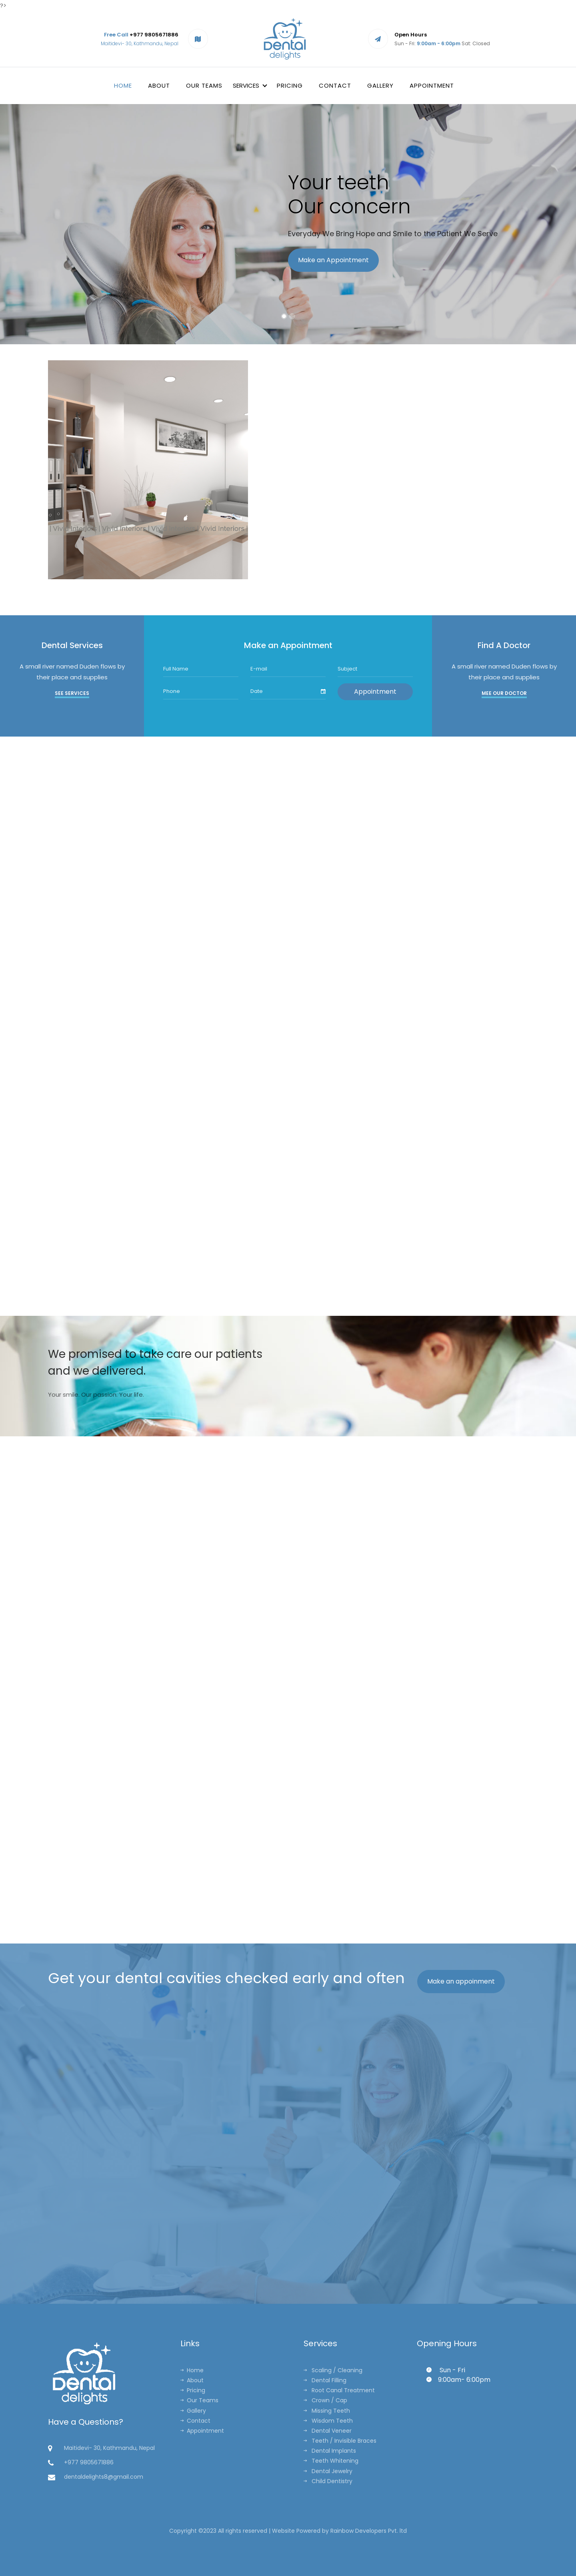 ?>
Free Call +977 9805671886
Maitidevi- 30, Kathmandu, Nepal
Dental
delights
Open Hours
Sun - Fri: 9:00am - 6:00pm Sat: Closed
HOME ABOUT OUR TEAMS SERVICES PRICING CONTACT GALLERY APPOINTMENT
Your teeth
Our concern
Everyday We Bring Hope and Smile to the Patient We Serve
Make an Appointment
Vivid Interiors
Dental Services
A small river named Duden flows by
their place and supplies
SEE SERVICES
Make an Appointment
Full Name E-mail Subject
Phone Date Appointment
Find A Doctor
A small river named Duden flows by
their place and supplies
MEE OUR DOCTOR
We promised to take care our patients
and we delivered.
Your smile. Our passion. Your life.
Get your dental cavities checked early and often
Make an appoinment
Dental
delights
Have a Questions?
Maitidevi- 30, Kathmandu, Nepal
+977 9805671886
dentaldelights8@gmail.com
Links
Home
About
Pricing
Our Teams
Gallery
Contact
Appointment
Services
Scaling / Cleaning
Dental Filling
Root Canal Treatment
Crown / Cap
Missing Teeth
Wisdom Teeth
Dental Veneer
Teeth / Invisible Braces
Dental Implants
Teeth Whitening
Dental Jewelry
Child Dentistry
Opening Hours
Sun - Fri
9:00am- 6:00pm
Copyright ©2023 All rights reserved | Website Powered by Rainbow Developers Pvt. ltd